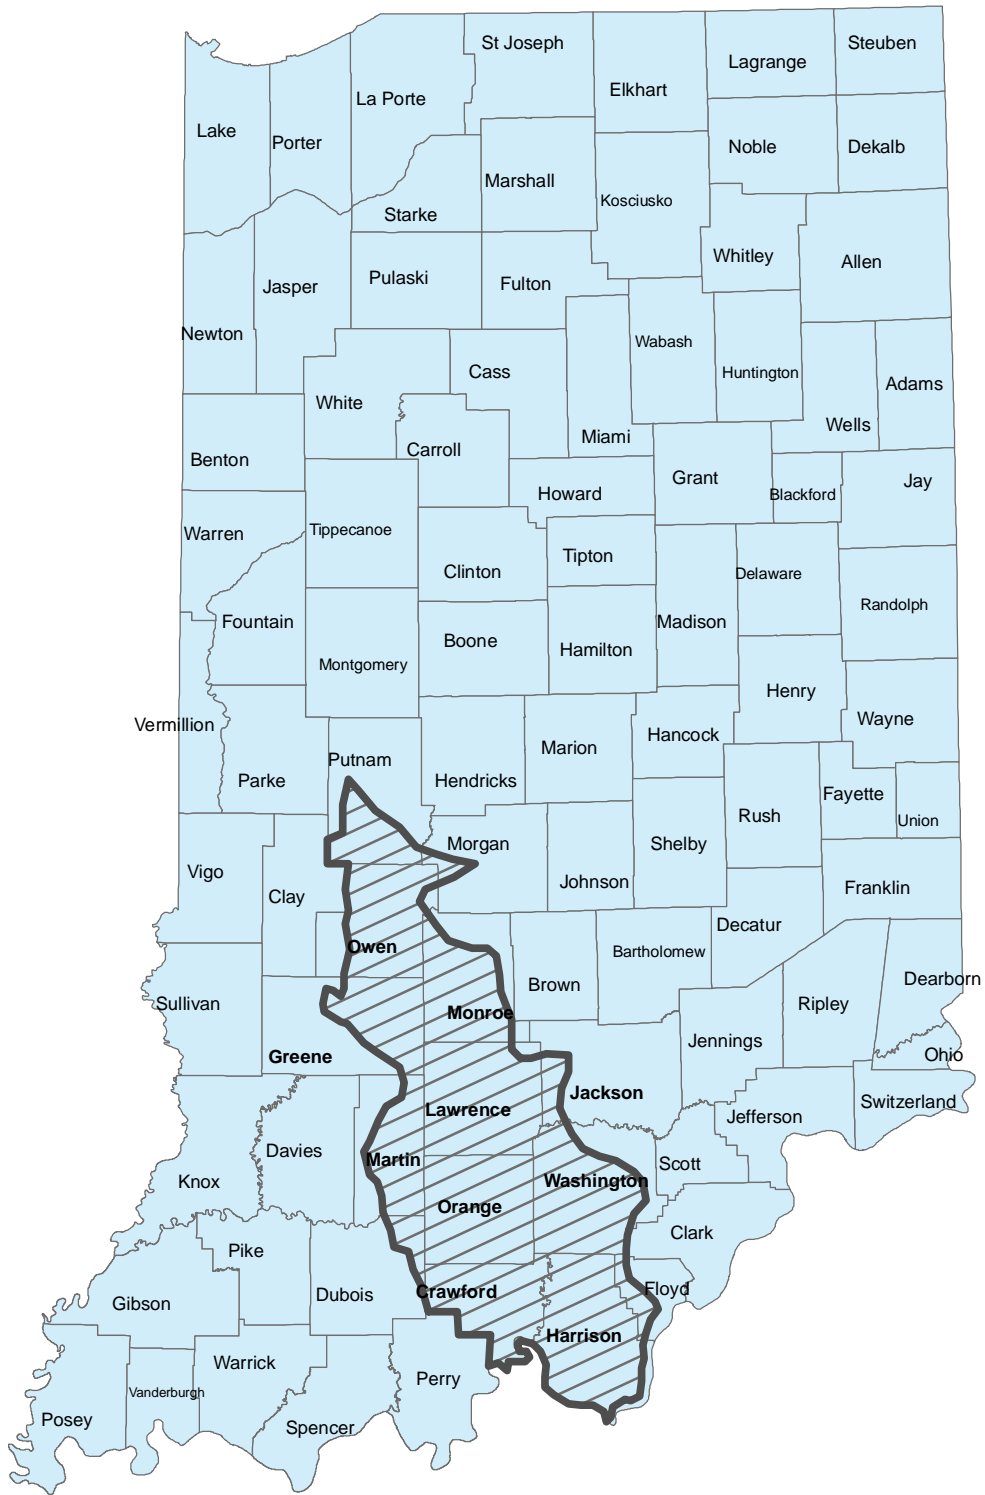 St Joseph
Steuben
Lagrange
Elkhart
La Porte
Lake
Porter
Noble
Dekalb
Marshall
Kosciusko
Starke
Whitley
Allen
Pulaski
Fulton
Jasper
Newton
Wabash
Huntington
Cass
Adams
White
Wells
Miami
Carroll
Benton
Grant
Jay
Howard
Blackford
Warren
Tippecanoe
Tipton
Clinton
Delaware
Randolph
Fountain
Madison
Boone
Hamilton
Montgomery
Henry
Wayne
Vermillion
Hancock
Marion
Putnam
Parke
Hendricks
Fayette
Rush
Union
Morgan
Shelby
Vigo
Johnson
Franklin
Clay
Decatur
Owen
Bartholomew
Dearborn
Brown
Sullivan
Ripley
Monroe
Jennings
Greene
Ohio
Jackson
Switzerland
Lawrence
Jefferson
Davies
Martin
Scott
Knox
Washington
Orange
Clark
Pike
Floyd
Crawford
Dubois
Gibson
Harrison
Warrick
Perry
Vanderburgh
Posey
Spencer